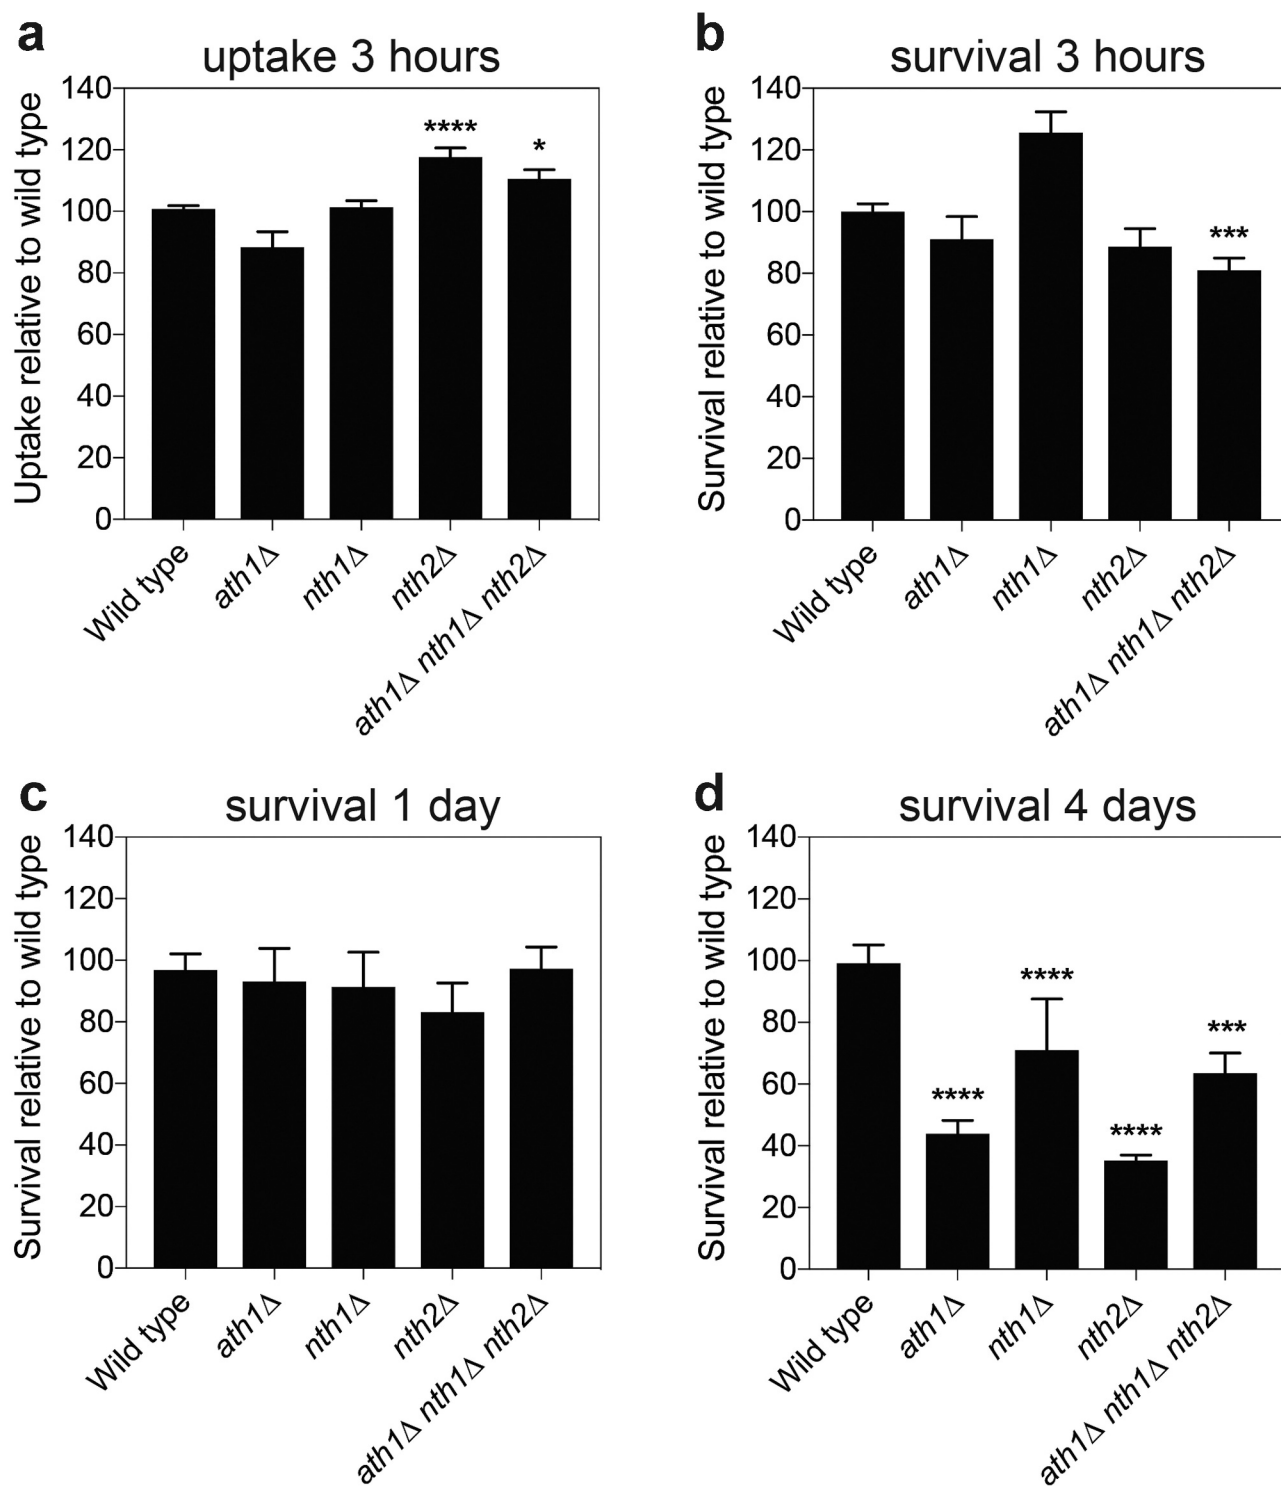 a
uptake 3 hours
Uptake relative to wild type
140
120
100
80
60
40
20
0
****
*
Wild type
ath1Δ
nth1Δ
nth2Δ
ath1Δ nth1Δ nth2Δ
b
survival 3 hours
Survival relative to wild type
140
120
100
80
60
40
20
0
***
Wild type
ath1Δ
nth1Δ
nth2Δ
ath1Δ nth1Δ nth2Δ
c
survival 1 day
Survival relative to wild type
140
120
100
80
60
40
20
0
Wild type
ath1Δ
nth1Δ
nth2Δ
ath1Δ nth1Δ nth2Δ
d
survival 4 days
Survival relative to wild type
140
120
100
80
60
40
20
0
****
****
****
***
Wild type
ath1Δ
nth1Δ
nth2Δ
ath1Δ nth1Δ nth2Δ